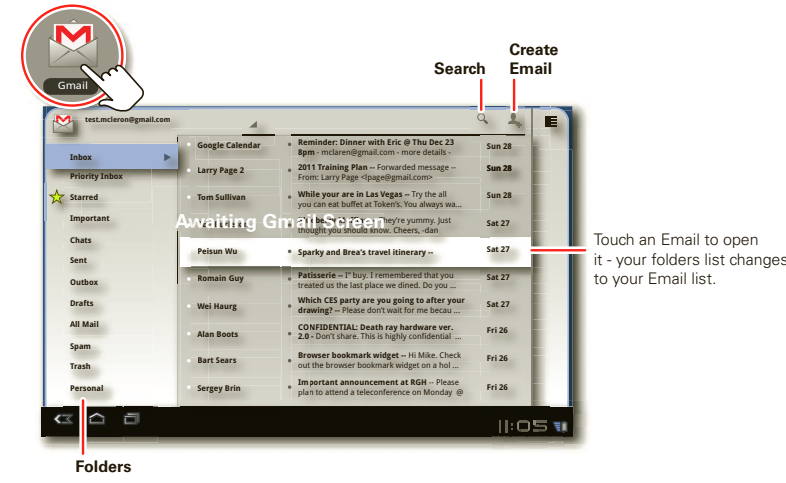 Create
Search
Email
Gmail
test.mcleron@gmail.com
Inbox
Priority Inbox
Starred
Important
Chats
Sent
Outbox
Drafts
All Mail
Spam
Trash
Personal
Google Calendar
Reminder: Dinner with Eric @ Thu Dec 23
8pm - mclaren@gmail.com - more details -
Sun 28
Larry Page 2
2011 Training Plan -- Forwarded message --
From: Larry Page <lpage@gmail.com>
Sun 28
Tom Sullivan
While your are in Las Vegas -- Try the all
you can eat buffet at Token's. You always wa...
Sun 28
Awaiting Gmail Screen
they're yummy. Just
thought you should know. Cheers, -dan
Sat 27
Peisun Wu
Sparky and Brea's travel itinerary --
Sat 27
Romain Guy
Patisserie -- I" buy. I remembered that you
treated us the last place we dined. Do you ...
Sat 27
Wei Haurg
Which CES party are you going to after your
drawing? -- Please don't wait for me becau ...
Sat 27
Alan Boots
CONFIDENTIAL: Death ray hardware ver.
2.0 - Don't share. This is highly confidential ...
Fri 26
Bart Sears
Browser bookmark widget -- Hi Mike. Check
out the browser bookmark widget on a hol ...
Fri 26
Sergey Brin
Important announcement at RGH -- Please
plan to attend a teleconference on Monday @
Fri 26
11:05
Touch an Email to open
it - your folders list changes
to your Email list.
Folders